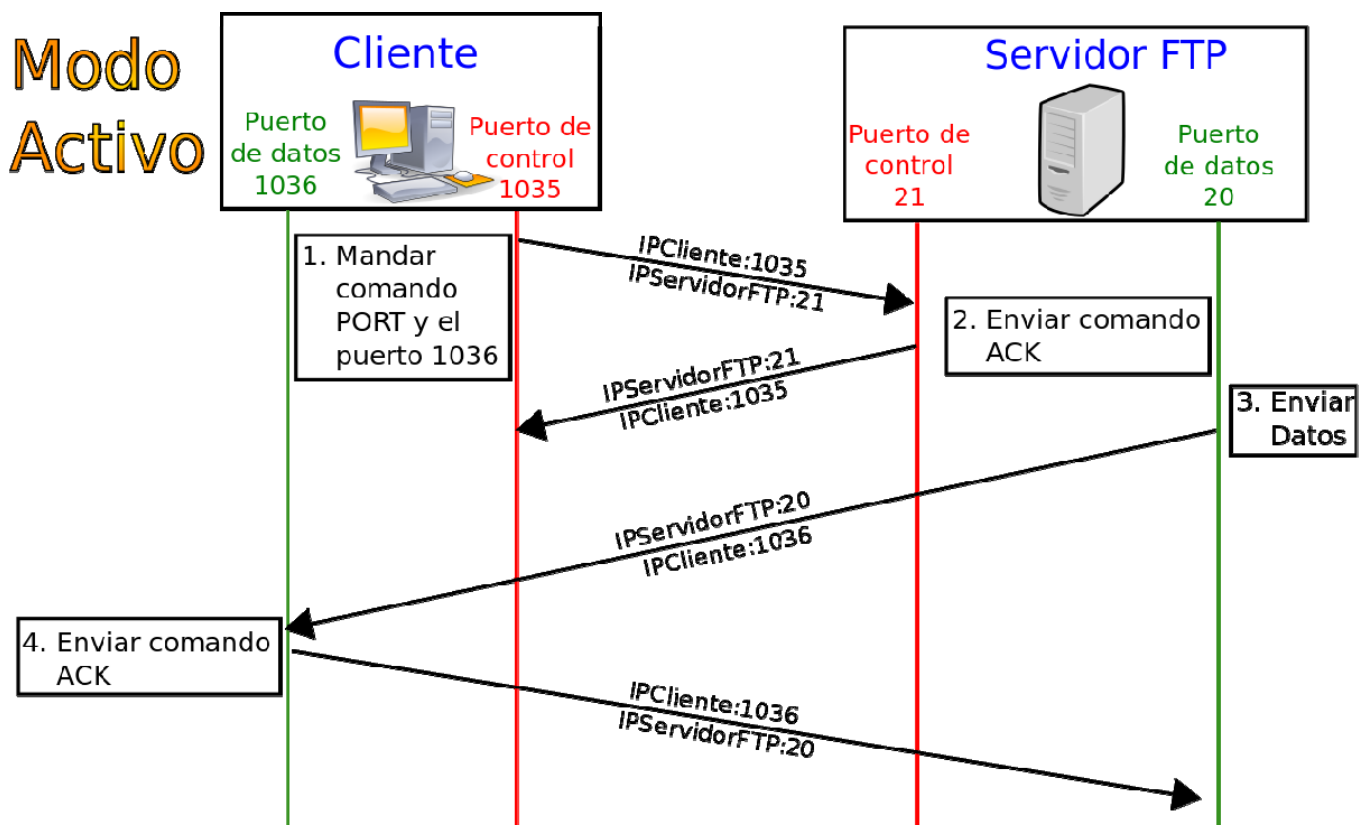 Modo
Activo
Cliente
Puerto
de datos
1036
Puerto de
control
1035
Servidor FTP
Puerto de
control
21
Puerto
de datos
20
1. Mandar
comando
PORT y el
puerto 1036
IPCliente:1035
IPServidorFTP:21
2. Enviar comando
ACK
IPServidorFTP:21
IPCliente:1035
3. Enviar
Datos
IPServidorFTP:20
IPCliente:1036
4. Enviar comando
ACK
IPCliente:1036
IPServidorFTP:20